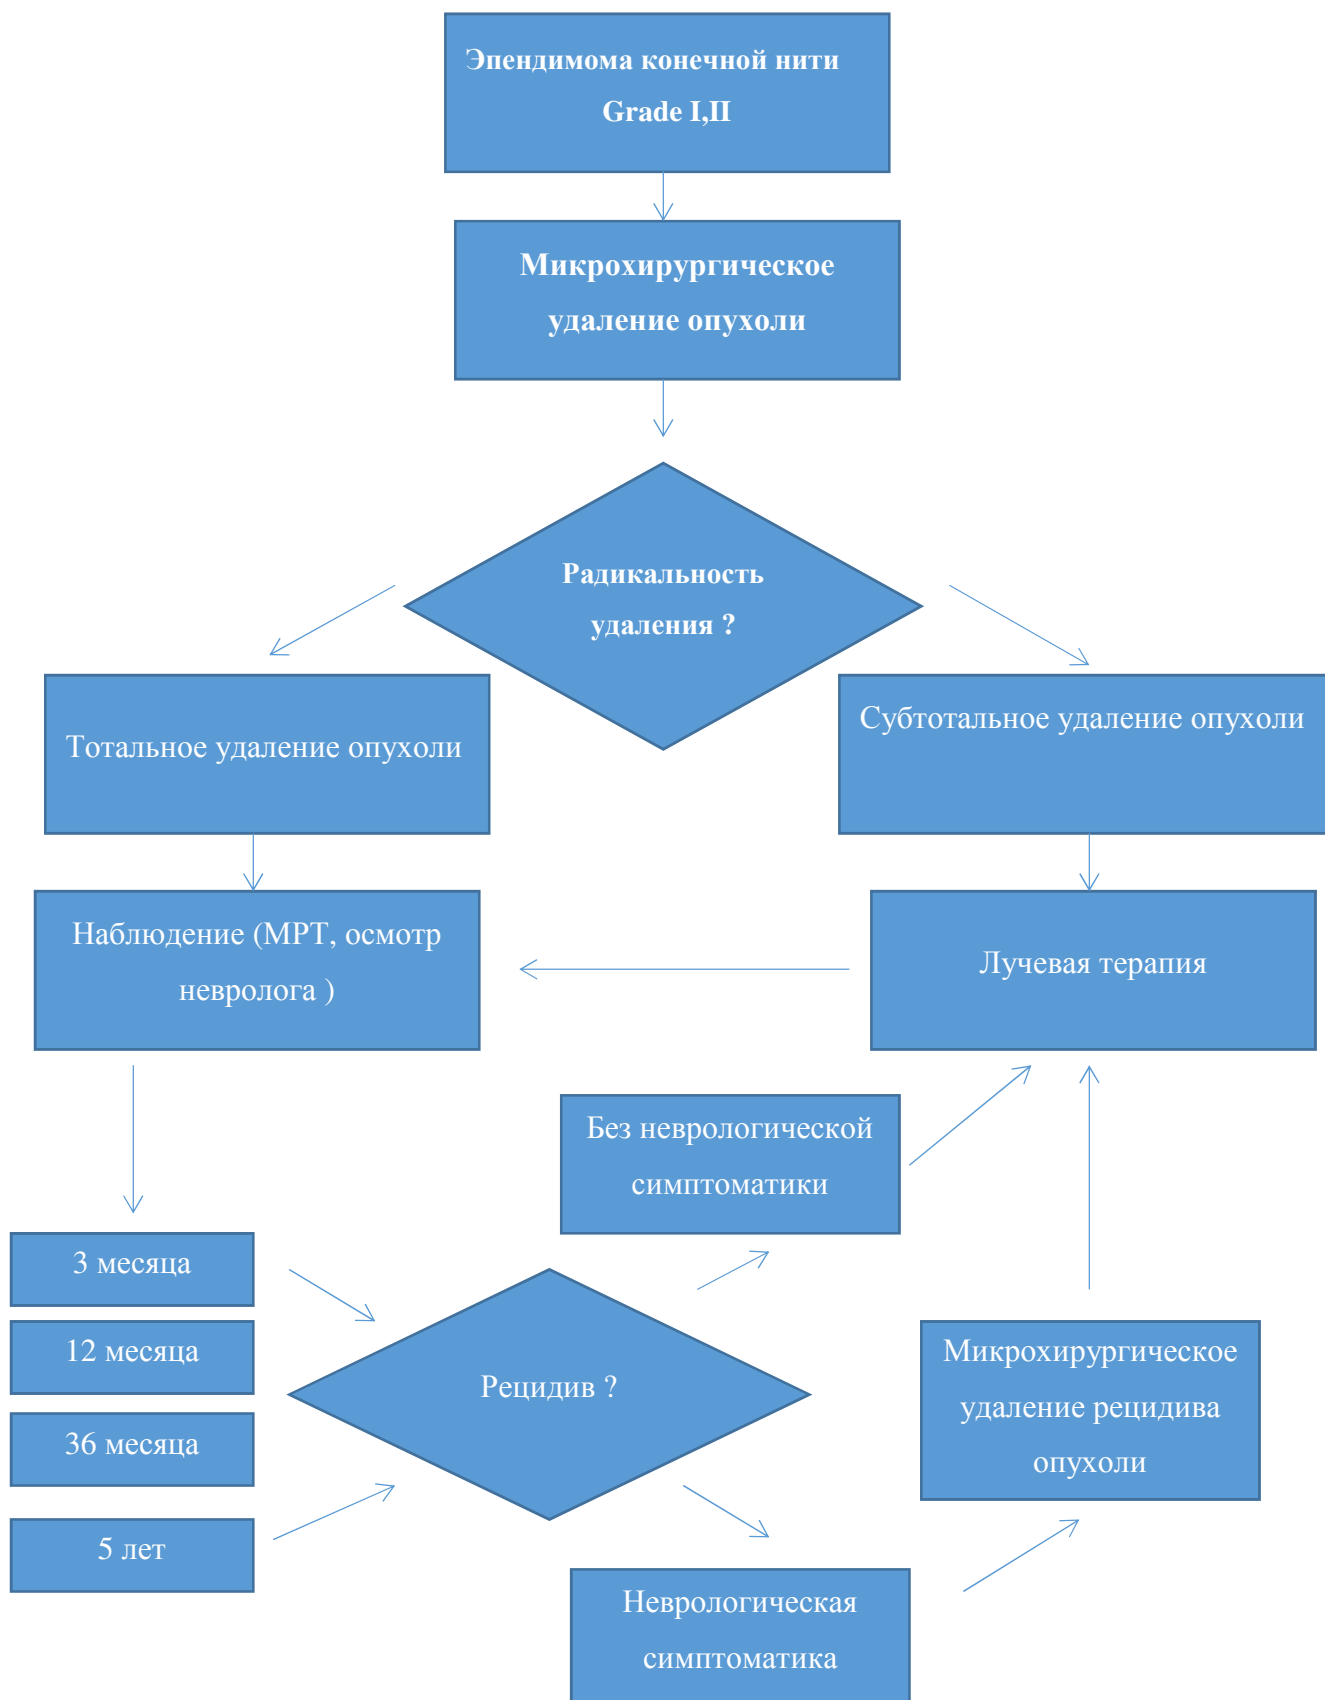 Эпендимома конечной нити
Grade I,II
Микрохирургическое
удаление опухоли
Радикальность
удаления ?
Тотальное удаление опухоли
Субтотальное удаление опухоли
Наблюдение (МРТ, осмотр
невролога )
Лучевая терапия
Без неврологической
симптоматики
3 месяца
12 месяца
36 месяца
5 лет
Рецидив ?
Микрохирургическое
удаление рецидива
опухоли
Неврологическая
симптоматика